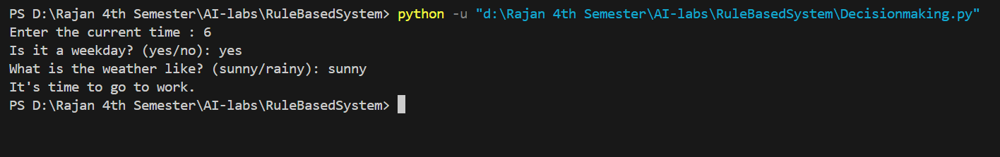 PS D:\Rajan 4th Semester\AI-labs\RuleBasedSystem> python -u "d:\Rajan 4th Semester\AI-labs\RuleBasedSystem\Decisionmaking.py"
Enter the current time : 6
Is it a weekday? (yes/no): yes
What is the weather like? (sunny/rainy): sunny
It's time to go to work.
PS D:\Rajan 4th Semester\AI-labs\RuleBasedSystem>